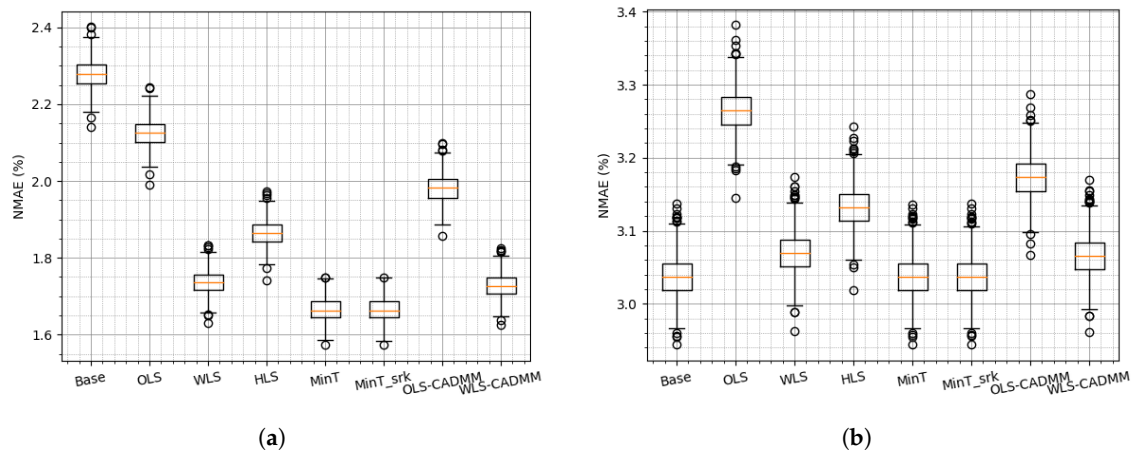 NMAE (%)
2.4
2.2
2.0
1.8
1.6
Base OLS WLS HLS MinT MinT_srk OLS-CADMM WLS-CADMM
(a)
NMAE (%)
3.4
3.3
3.2
3.1
3.0
Base OLS WLS HLS MinT MinT_srk OLS-CADMM WLS-CADMM
(b)